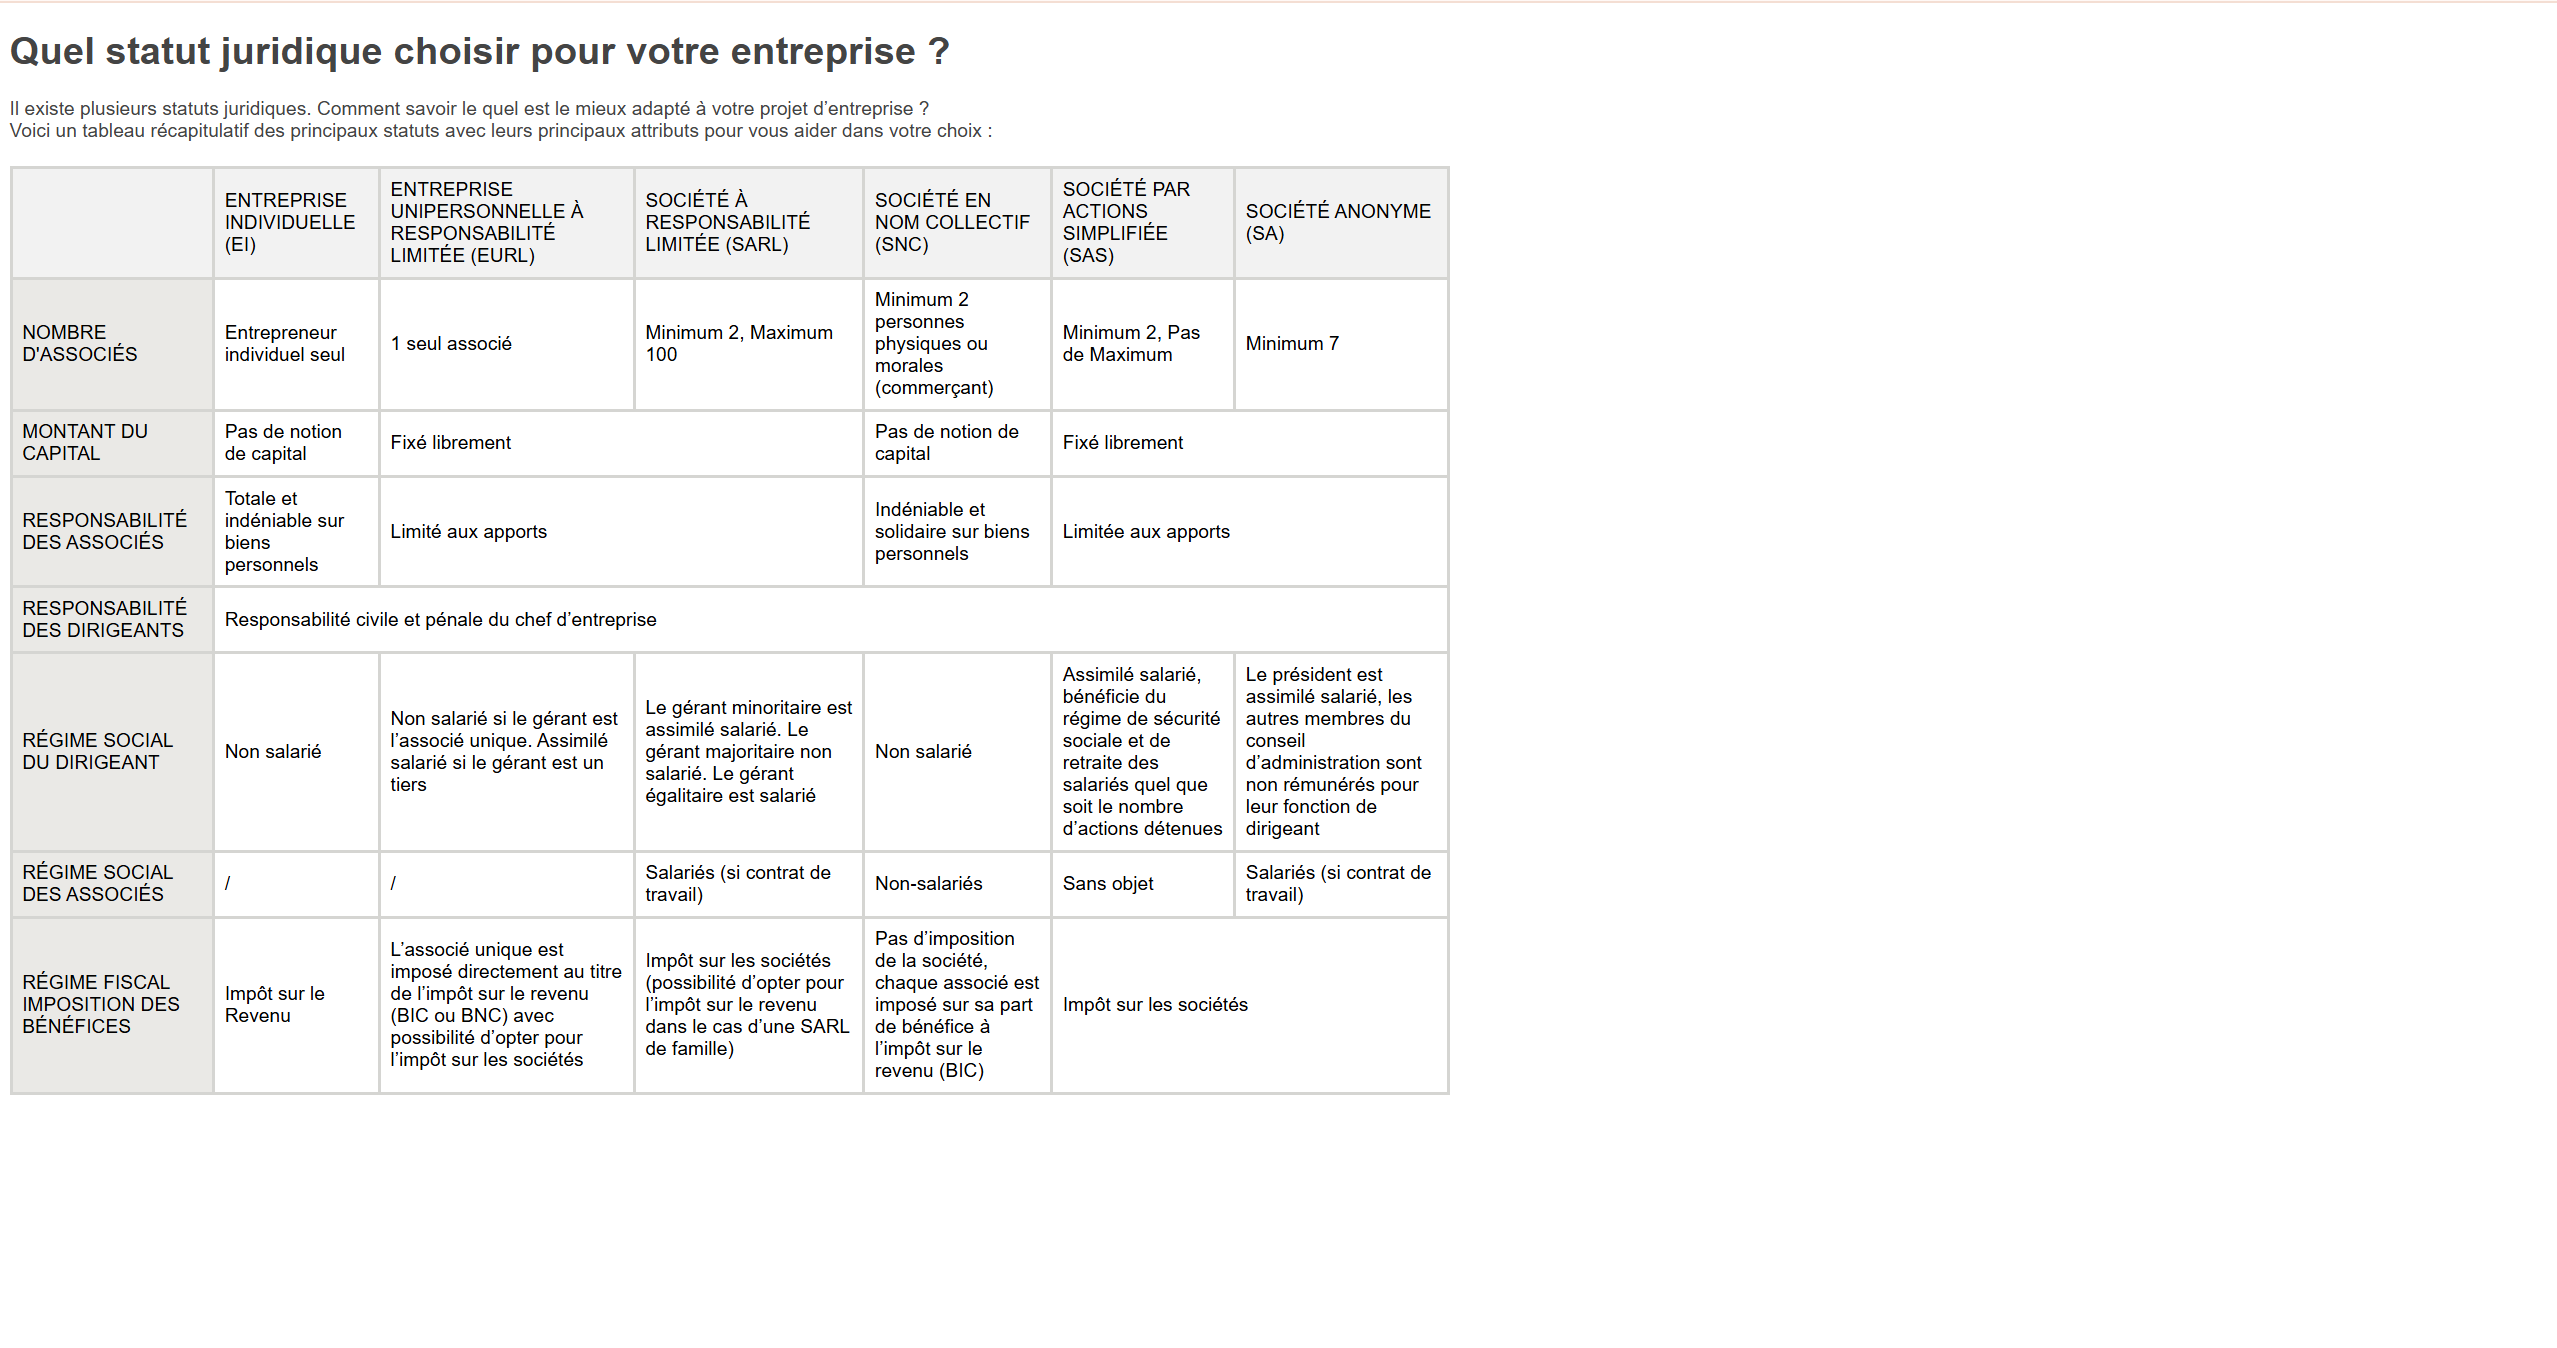 Quel statut juridique choisir pour votre entreprise ?
Il existe plusieurs statuts juridiques. Comment savoir le quel est le mieux adapté à votre projet d’entreprise ?
Voici un tableau récapitulatif des principaux statuts avec leurs principaux attributs pour vous aider dans votre choix :
ENTREPRISE
INDIVIDUELLE
(EI)
ENTREPRISE
UNIPERSONNELLE À
RESPONSABILITÉ
LIMITÉE (EURL)
SOCIÉTÉ À
RESPONSABILITÉ
LIMITÉE (SARL)
SOCIÉTÉ EN
NOM COLLECTIF
(SNC)
SOCIÉTÉ PAR
ACTIONS
SIMPLIFIÉE
(SAS)
SOCIÉTÉ ANONYME
(SA)
NOMBRE
D'ASSOCIÉS
Entrepreneur
individuel seul
1 seul associé
Minimum 2, Maximum
100
Minimum 2
personnes
physiques ou
morales
(commerçant)
Minimum 2, Pas
de Maximum
Minimum 7
MONTANT DU
CAPITAL
Pas de notion
de capital
Fixé librement
Pas de notion de
capital
Fixé librement
RESPONSABILITÉ
DES ASSOCIÉS
Totale et
indéniable sur
biens
personnels
Limité aux apports
Indéniable et
solidaire sur biens
personnels
Limitée aux apports
RESPONSABILITÉ
DES DIRIGEANTS
Responsabilité civile et pénale du chef d’entreprise
RÉGIME SOCIAL
DU DIRIGEANT
Non salarié
Non salarié si le gérant est
l’associé unique. Assimilé
salarié si le gérant est un
tiers
Le gérant minoritaire est
assimilé salarié. Le
gérant majoritaire non
salarié. Le gérant
égalitaire est salarié
Non salarié
Assimilé salarié,
bénéficie du
régime de sécurité
sociale et de
retraite des
salariés quel que
soit le nombre
d’actions détenues
Le président est
assimilé salarié, les
autres membres du
conseil
d’administration sont
non rémunérés pour
leur fonction de
dirigeant
RÉGIME SOCIAL
DES ASSOCIÉS
/
/
Salariés (si contrat de
travail)
Non-salariés
Sans objet
Salariés (si contrat de
travail)
RÉGIME FISCAL
IMPOSITION DES
BÉNÉFICES
Impôt sur le
Revenu
L’associé unique est
imposé directement au titre
de l’impôt sur le revenu
(BIC ou BNC) avec
possibilité d’opter pour
l’impôt sur les sociétés
Impôt sur les sociétés
(possibilité d’opter pour
l’impôt sur le revenu
dans le cas d’une SARL
de famille)
Pas d’imposition
de la société,
chaque associé est
imposé sur sa part
de bénéfice à
l’impôt sur le
revenu (BIC)
Impôt sur les sociétés